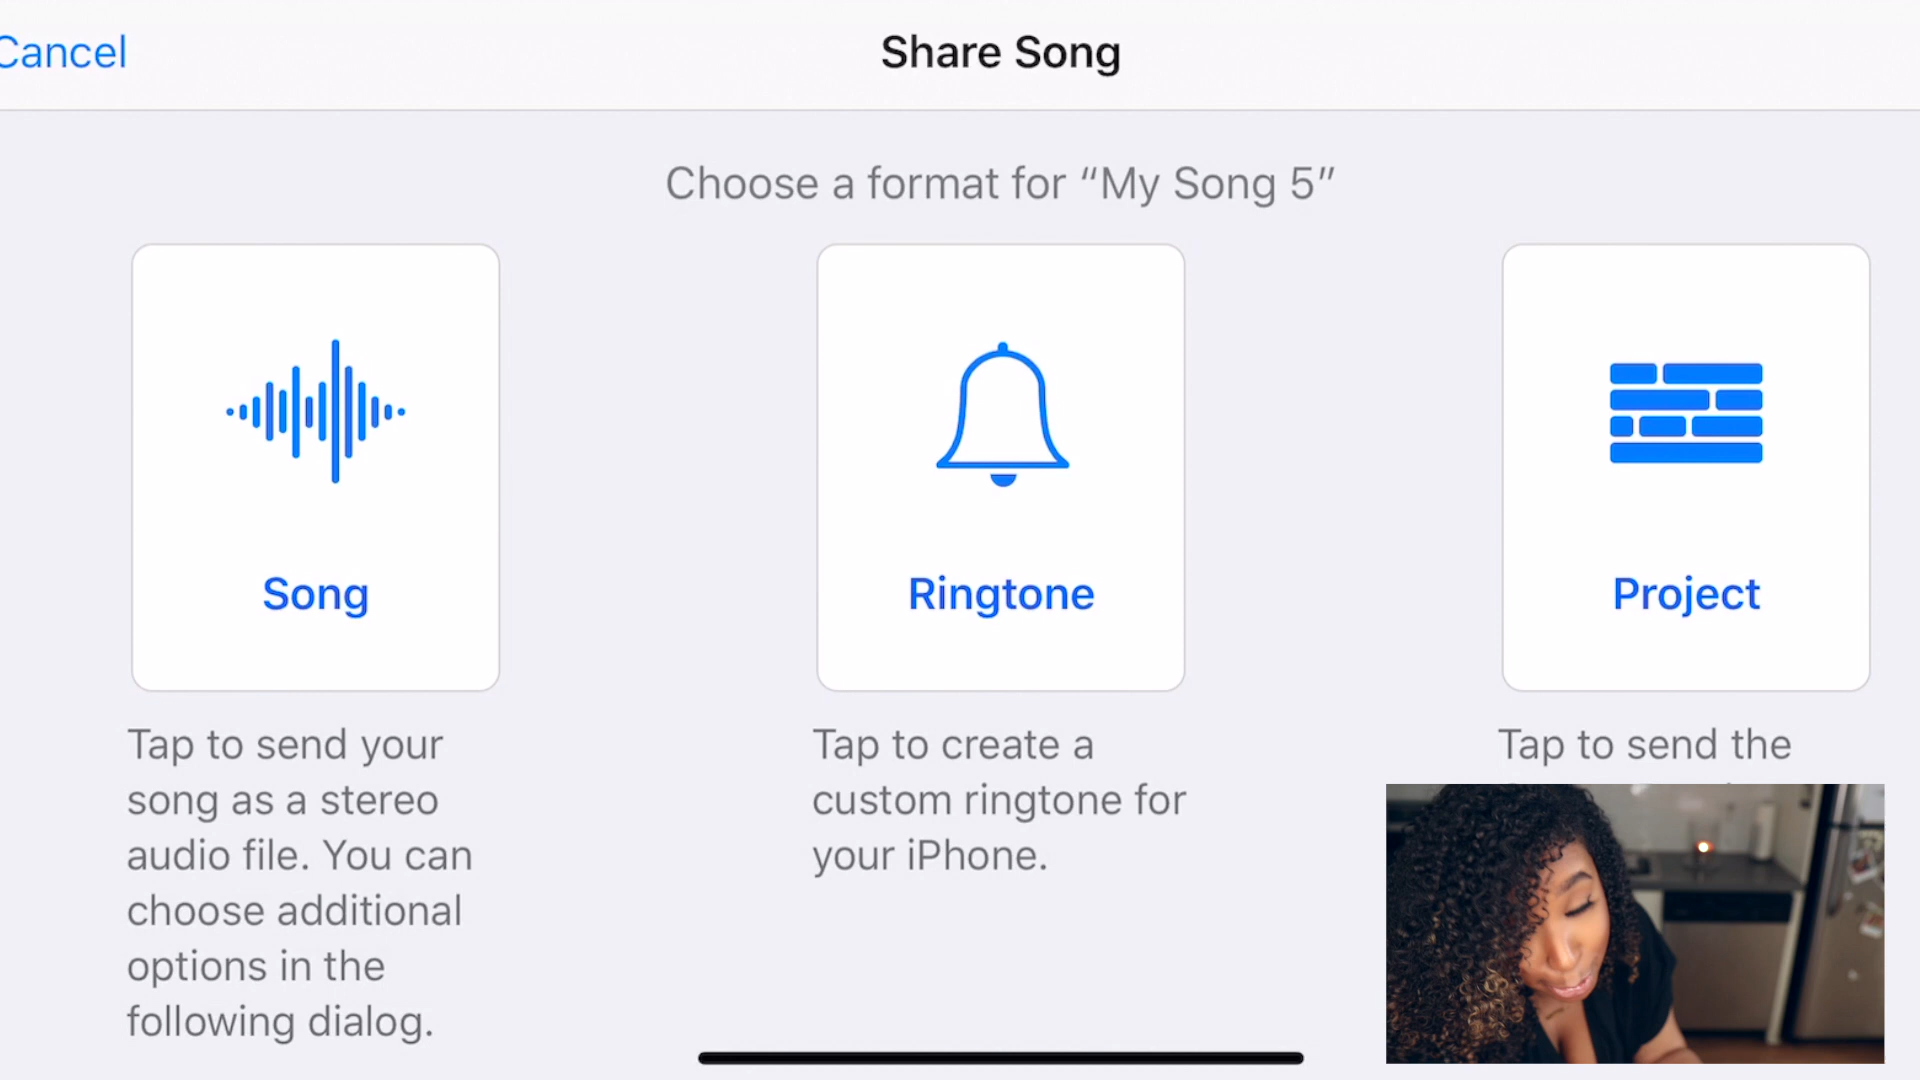 Cancel
Share Song
Choose a format for “My Song 5”
Song
Ringtone
Project
Tap to send your
song as a stereo
audio file. You can
choose additional
options in the
following dialog.
Tap to create a
custom ringtone for
your iPhone.
Tap to send the